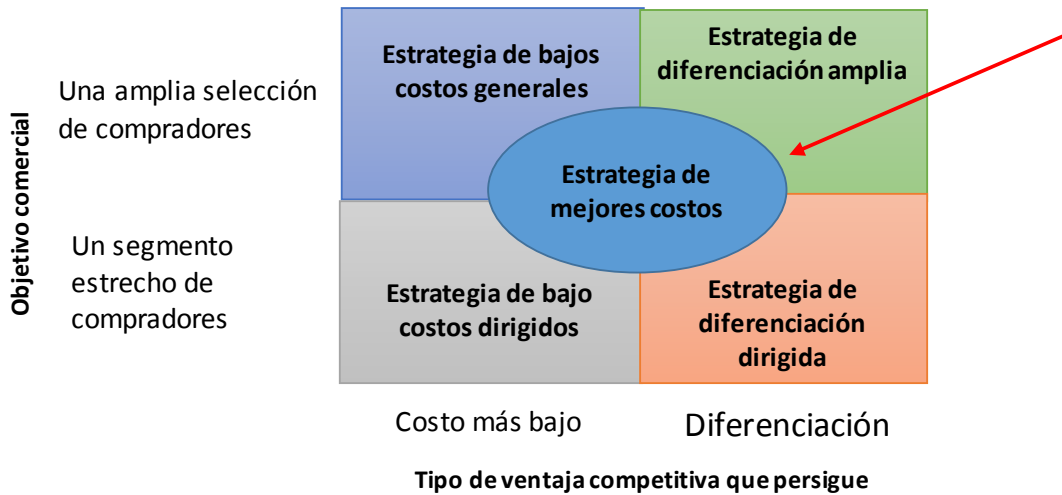 Estrategia de bajos
costos generales
Estrategia de
diferenciación amplia
Una amplia selección
de compradores
Estrategia de
mejores costos
Objetivo comercial
Un segmento
estrecho de
compradores
Estrategia de bajo
costos dirigidos
Estrategia de
diferenciación
dirigida
Costo más bajo
Diferenciación
Tipo de ventaja competitiva que persigue